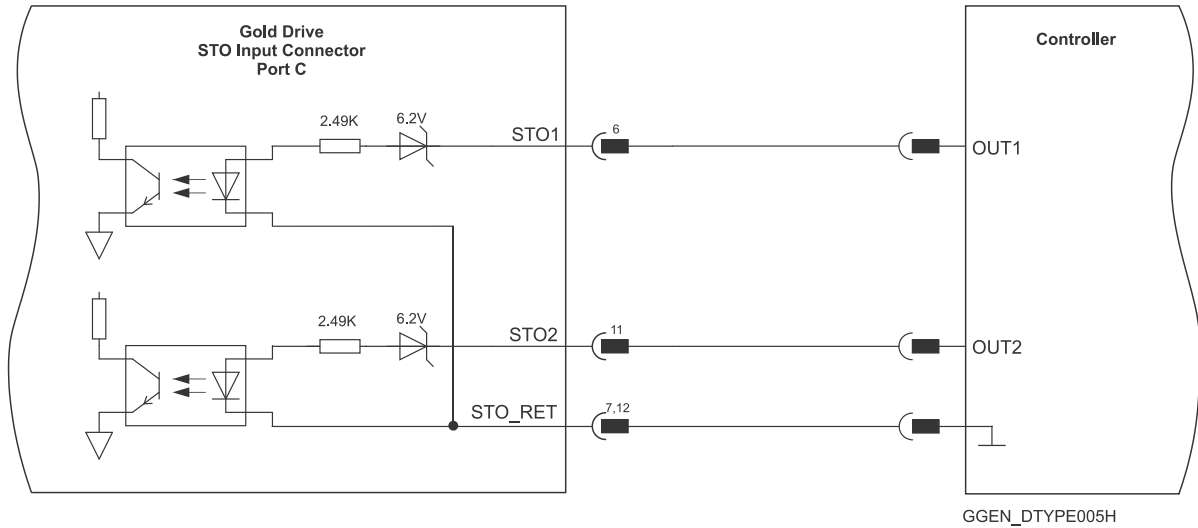 Gold Drive
STO Input Connector
Port C
Controller
2.49K
6.2V
STO1
6
OUT1
2.49K
6.2V
STO2
11
OUT2
STO_RET
7,12
GGEN_DTYPE005H